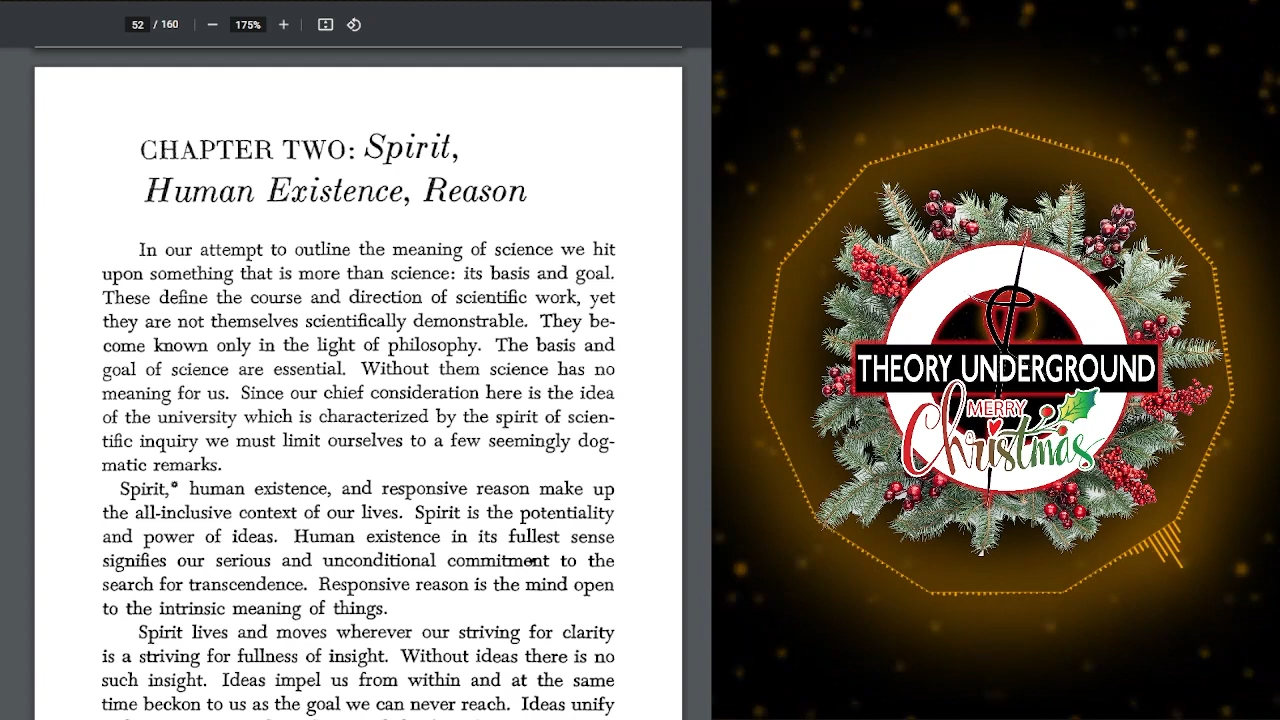 52 / 160
175%
CHAPTER TWO: Spirit,
Human Existence, Reason
In our attempt to outline the meaning of science we hit
upon something that is more than science: its basis and goal.
These define the course and direction of scientific work, yet
they are not themselves scientifically demonstrable. They be-
come known only in the light of philosophy. The basis and
goal of science are essential. Without them science has no
meaning for us. Since our chief consideration here is the idea
of the university which is characterized by the spirit of scien-
tific inquiry we must limit ourselves to a few seemingly dog-
matic remarks.
Spirit,* human existence, and responsive reason make up
the all-inclusive context of our lives. Spirit is the potentiality
and power of ideas. Human existence in its fullest sense
signifies our serious and unconditional commitment to the
search for transcendence. Responsive reason is the mind open
to the intrinsic meaning of things.
Spirit lives and moves wherever our striving for clarity
is a striving for fullness of insight. Without ideas there is no
such insight. Ideas impel us from within and at the same
time beckon to us as the goal we can never reach. Ideas unify
THEORY UNDERGROUND
MERRY
Christmas